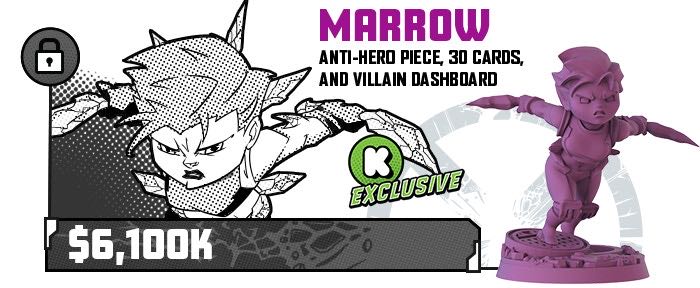 MARROW
ANTI-HERO PIECE, 30 CARDS,
AND VILLAIN DASHBOARD
K
EXCLUSIVE
$6,100K